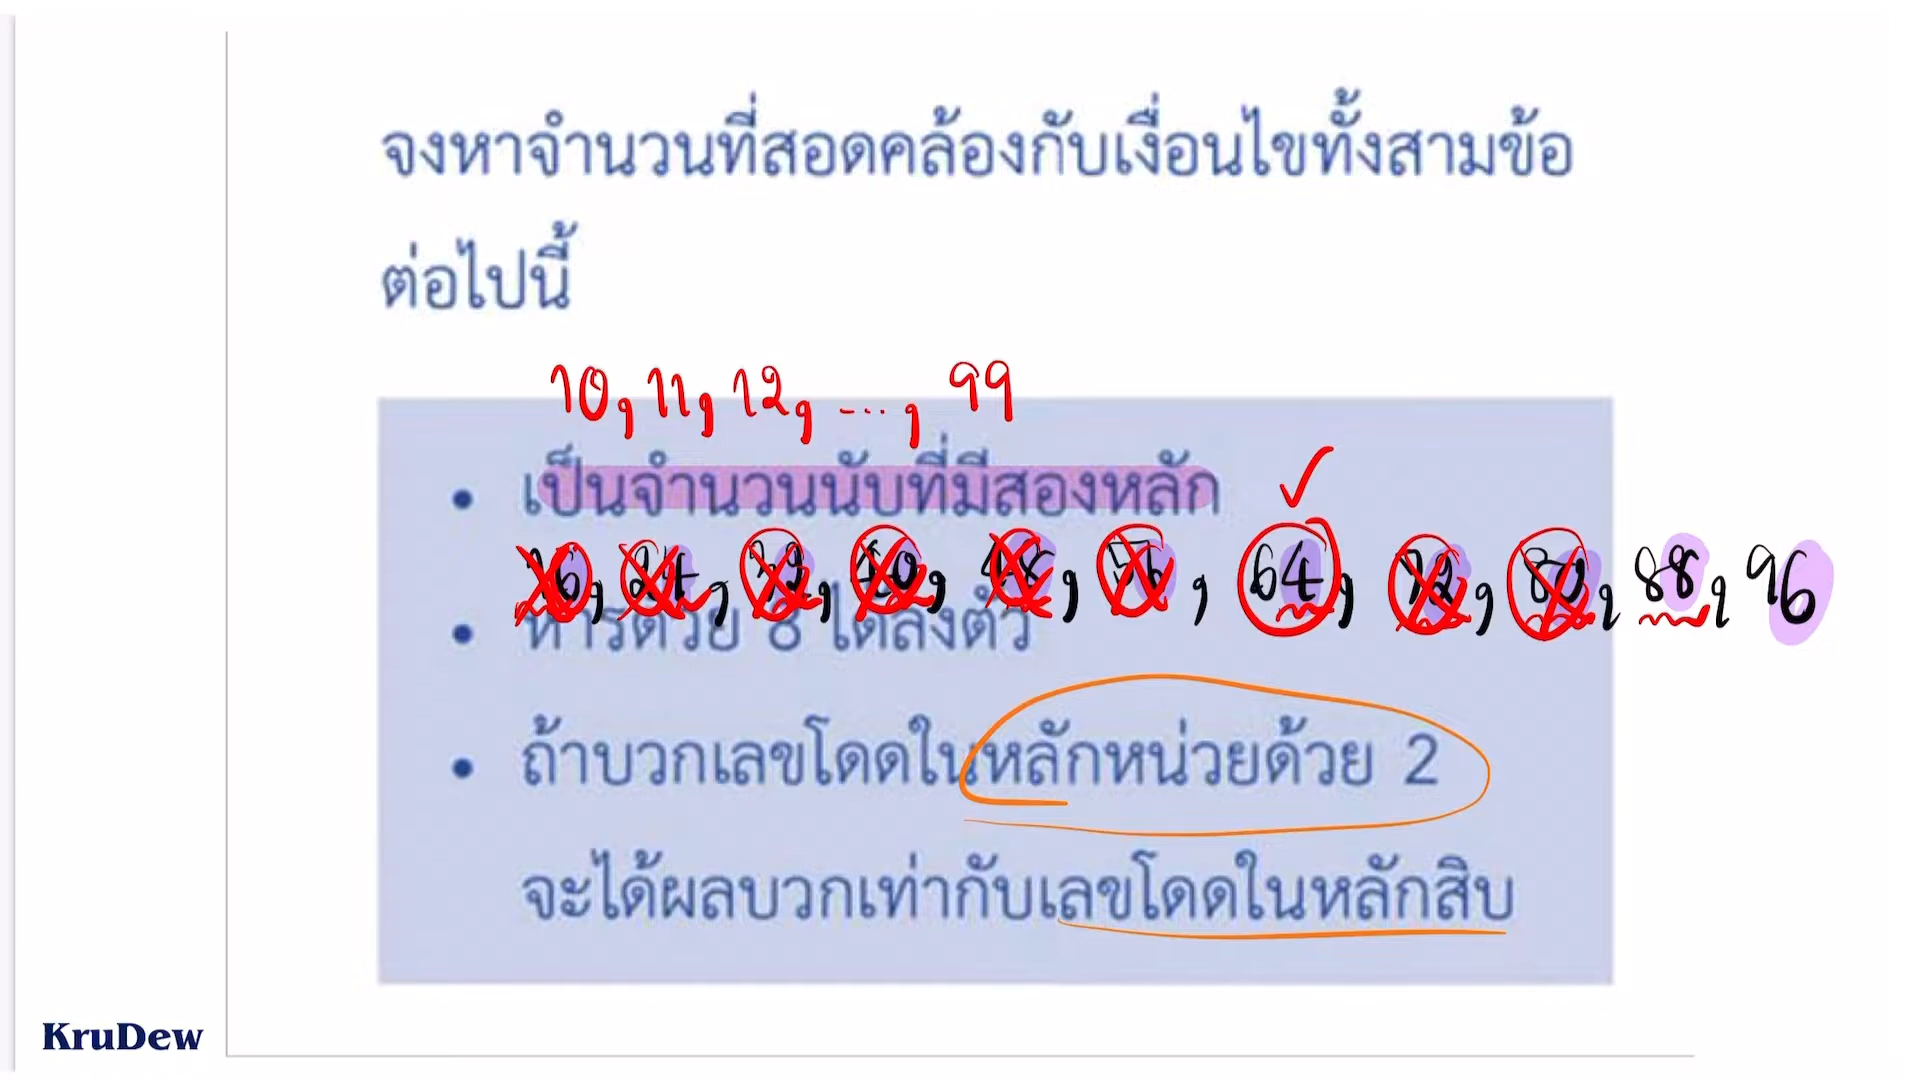 จงหาจำนวนที่สอดคล้องกับเงื่อนไขทั้งสามข้อ
ต่อไปนี้
10, 11, 12, ..., 99
• เป็นจำนวนนับที่มีสองหลัก
16, 24, 32, 40, 48, 56, 64, 72, 80, 88, 96
• หารด้วย 8 ได้ลงตัว
• ถ้าบวกเลขโดดในหลักหน่วยด้วย 2
จะได้ผลบวกเท่ากับเลขโดดในหลักสิบ
KruDew